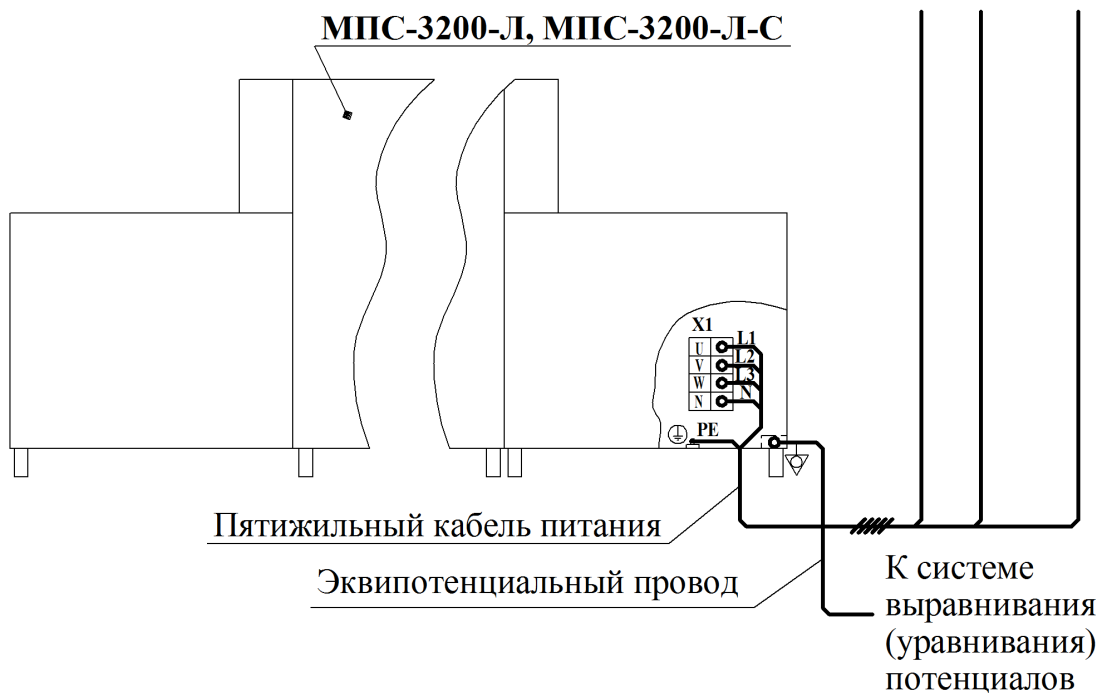 МПС-3200-Л, МПС-3200-Л-С
X1
L1
U
L2
V
L3
W
N
N
PE
Пятижильный кабель питания
Эквипотенциальный провод
К системе
выравнивания
(уравнивания)
потенциалов